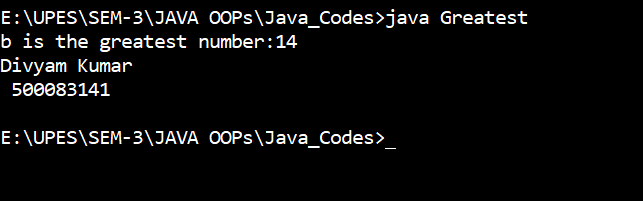 E:\UPES\SEM-3\JAVA OOPs\Java_Codes>java Greatest
b is the greatest number:14
Divyam Kumar
 500083141
E:\UPES\SEM-3\JAVA OOPs\Java_Codes>_